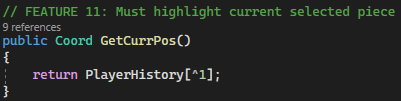 // FEATURE 11: Must highlight current selected piece
9 references
public Coord GetCurrPos()
{
return PlayerHistory[^1];
}